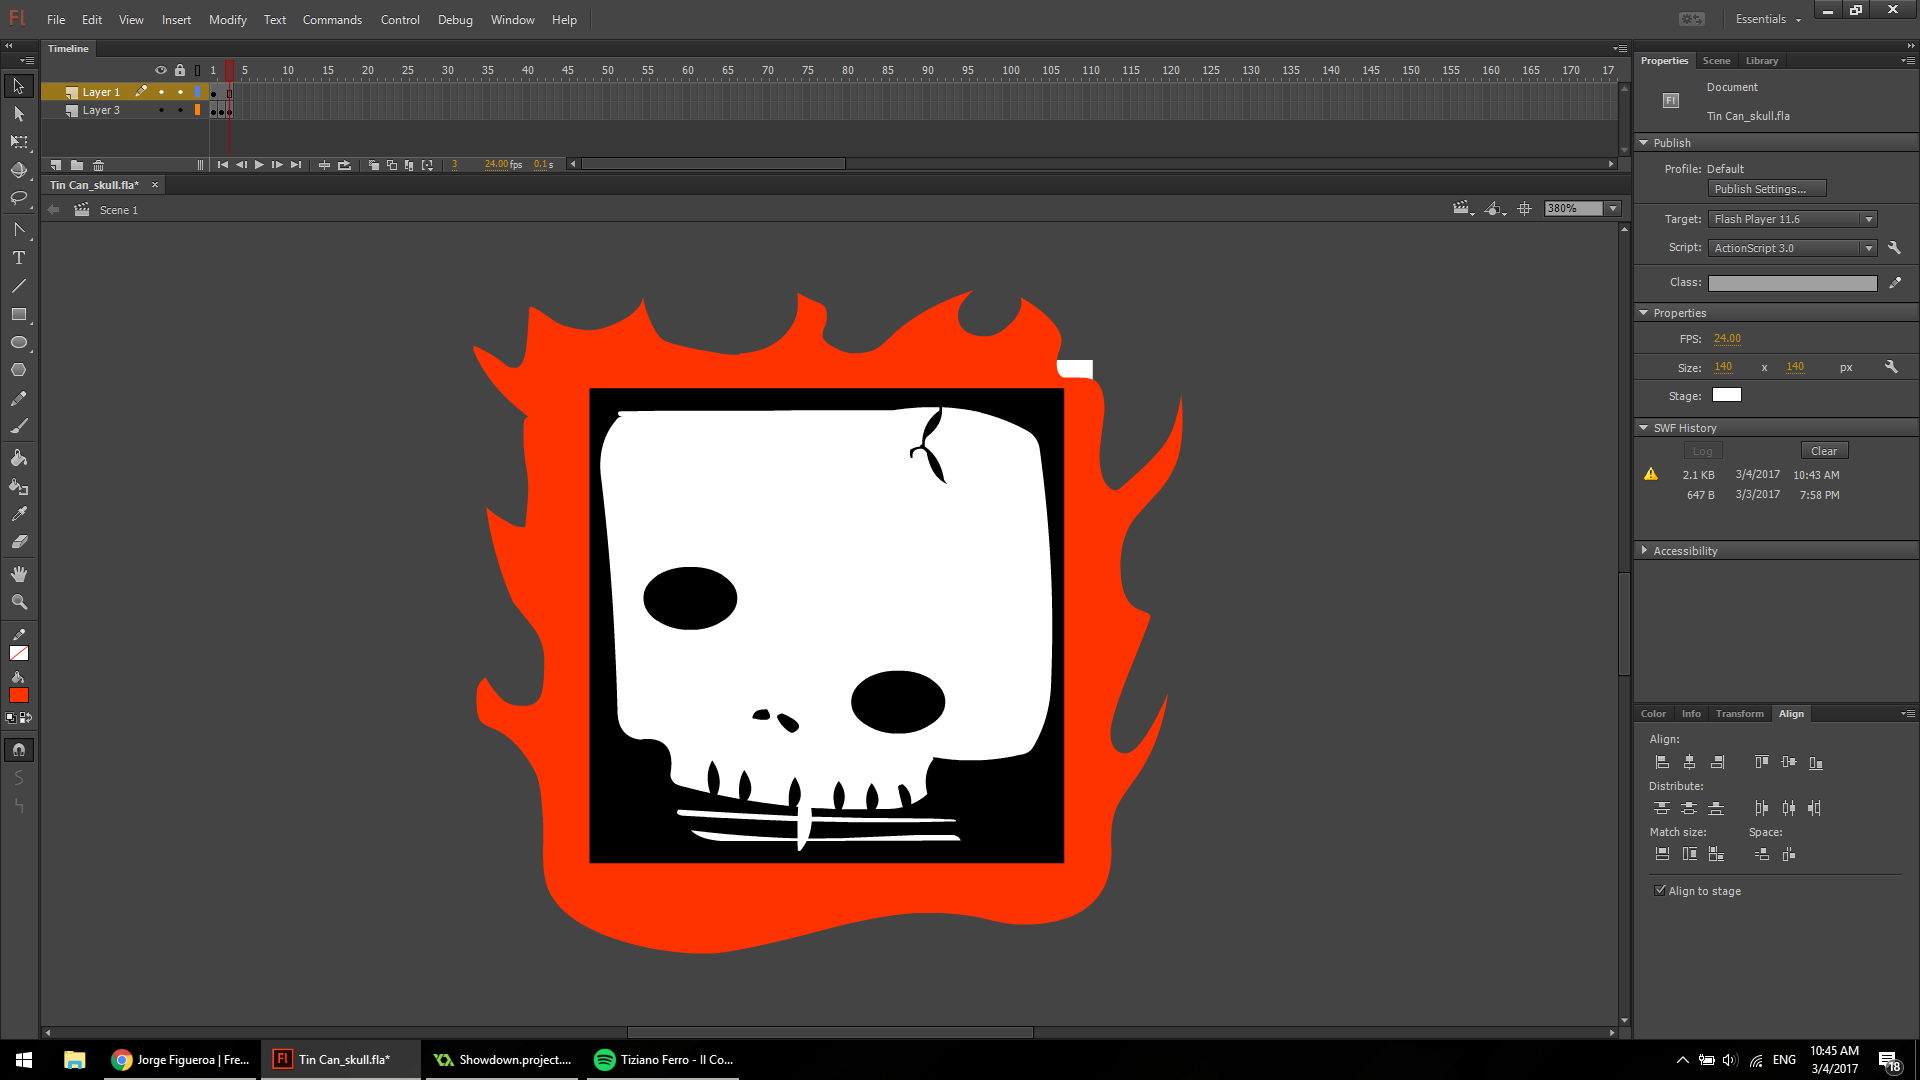 Fl File Edit View Insert Modify Text Commands Control Debug Window Help Essentials
Timeline
1 5 10 15 20 25 30 35 40 45 50 55 60 65 70 75 80 85 90 95 100 105 110 115 120 125 130 135 140 145 150 155 160 165 170 17
Layer 1
Layer 3
3 24.00 fps 0.1 s
Tin Can_skull.fla*
Scene 1
380%
Properties Scene Library
Document
Fl
Tin Can_skull.fla
Publish
Profile: Default
Publish Settings...
Target: Flash Player 11.6
Script: ActionScript 3.0
Class:
Properties
FPS: 24.00
Size: 140 x 140 px
Stage:
SWF History
Log Clear
2.1 KB 3/4/2017 10:43 AM
647 B 3/3/2017 7:58 PM
Accessibility
Color Info Transform Align
Align:
Distribute:
Match size: Space:
Align to stage
Jorge Figueroa | Fre...
Fl Tin Can_skull.fla*
Showdown.project....
Tiziano Ferro - Il Co...
ENG
10:45 AM
3/4/2017
18